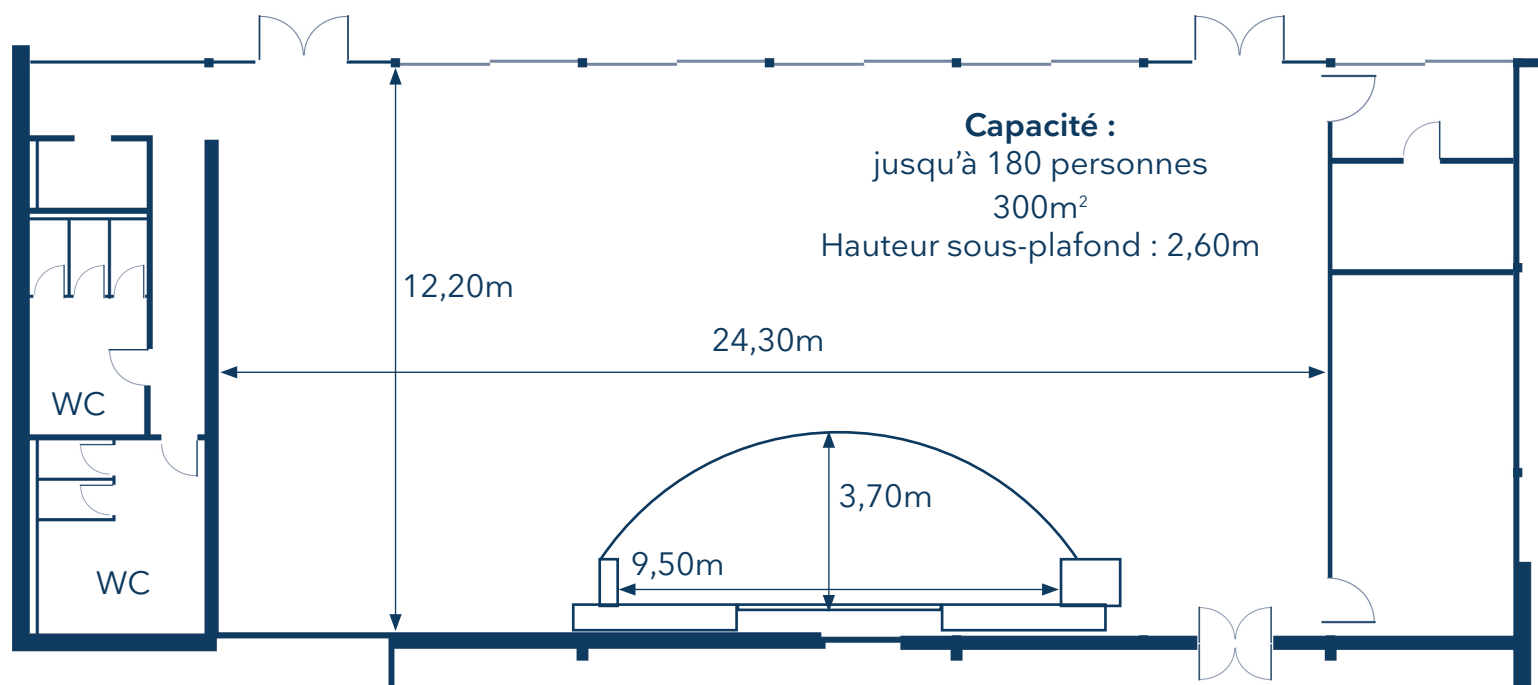 Capacité :
jusqu'à 180 personnes
300m²
Hauteur sous-plafond : 2,60m
12,20m
24,30m
WC
3,70m
9,50m
WC